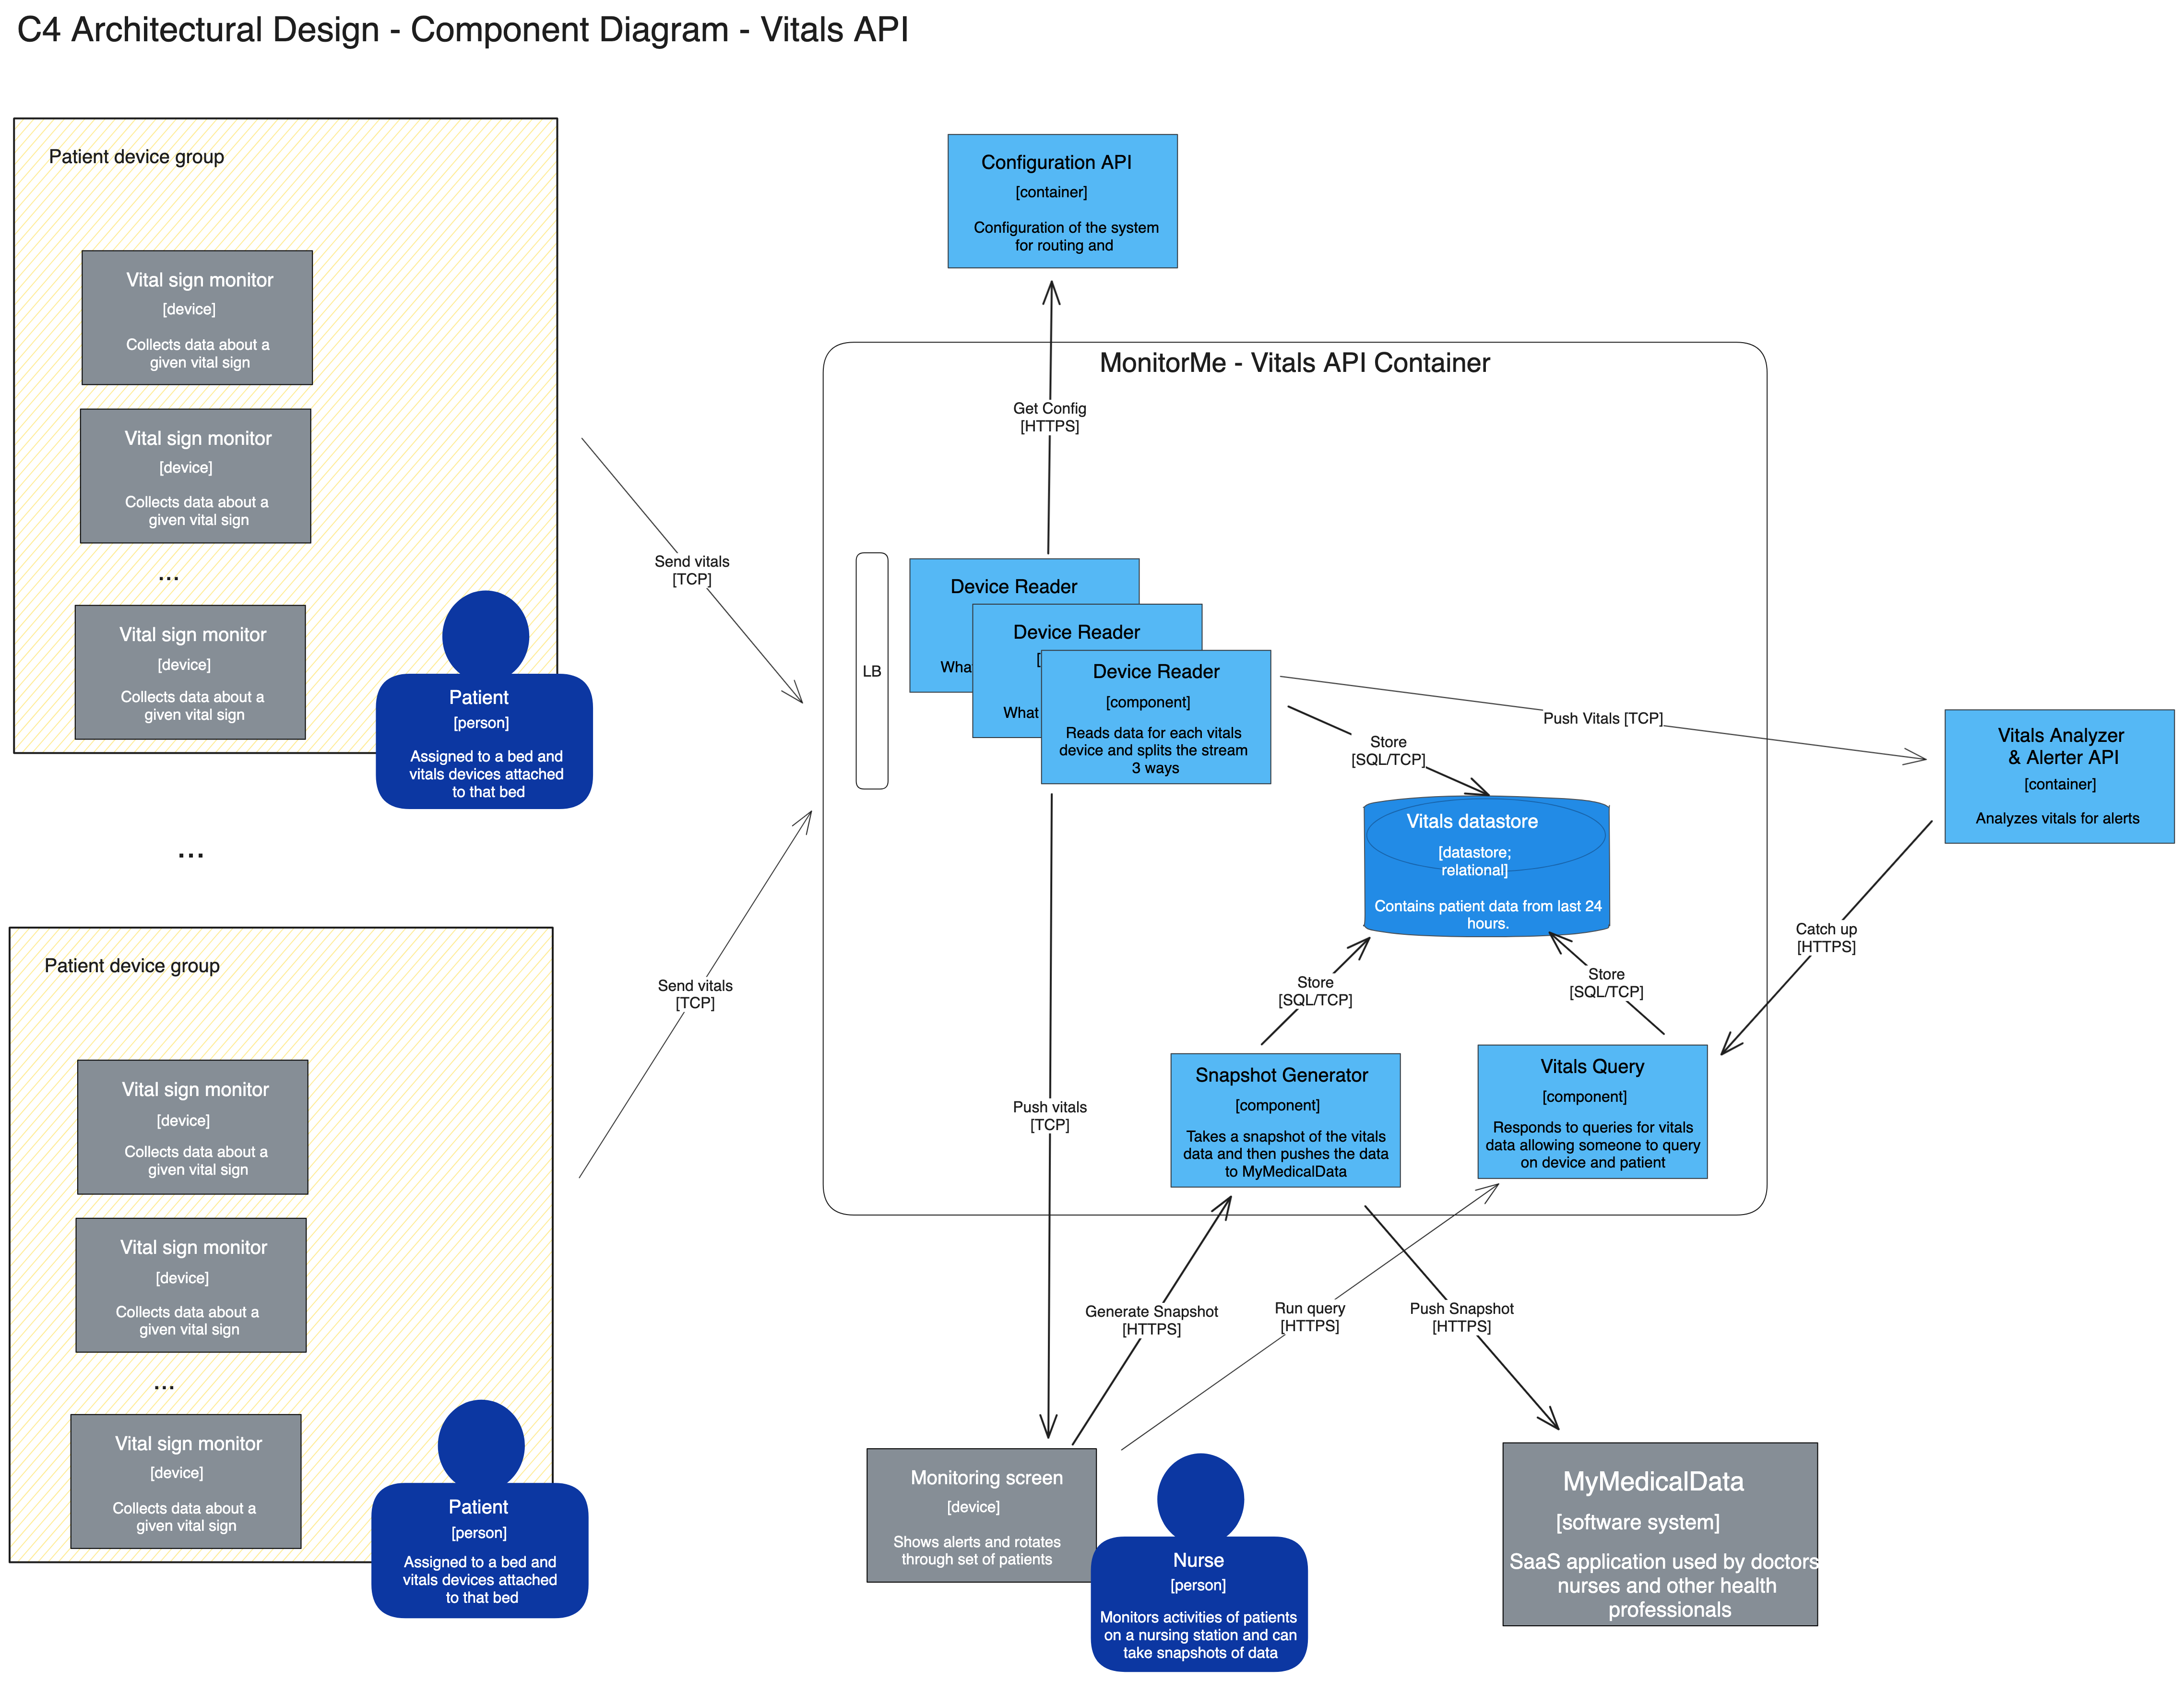 C4 Architectural Design - Component Diagram - Vitals API
Patient device group
Vital sign monitor
[device]
Collects data about a
given vital sign
Vital sign monitor
[device]
Collects data about a
given vital sign
...
Vital sign monitor
[device]
Collects data about a
given vital sign
Patient
[person]
Assigned to a bed and
vitals devices attached
to that bed
...
Patient device group
Vital sign monitor
[device]
Collects data about a
given vital sign
Vital sign monitor
[device]
Collects data about a
given vital sign
...
Vital sign monitor
[device]
Collects data about a
given vital sign
Patient
[person]
Assigned to a bed and
vitals devices attached
to that bed
Send vitals
[TCP]
Send vitals
[TCP]
Configuration API
[container]
Configuration of the system
for routing and
MonitorMe - Vitals API Container
Get Config
[HTTPS]
LB
Device Reader
Wha
Device Reader
[
What
Device Reader
[component]
Reads data for each vitals
device and splits the stream
3 ways
Push Vitals [TCP]
Store
[SQL/TCP]
Vitals Analyzer
& Alerter API
[container]
Analyzes vitals for alerts
Vitals datastore
[datastore;
relational]
Contains patient data from last 24
hours.
Catch up
[HTTPS]
Store
[SQL/TCP]
Store
[SQL/TCP]
Push vitals
[TCP]
Snapshot Generator
[component]
Takes a snapshot of the vitals
data and then pushes the data
to MyMedicalData
Vitals Query
[component]
Responds to queries for vitals
data allowing someone to query
on device and patient
Generate Snapshot
[HTTPS]
Run query
[HTTPS]
Push Snapshot
[HTTPS]
Monitoring screen
[device]
Shows alerts and rotates
through set of patients
Nurse
[person]
Monitors activities of patients
on a nursing station and can
take snapshots of data
MyMedicalData
[software system]
SaaS application used by doctors
nurses and other health
professionals